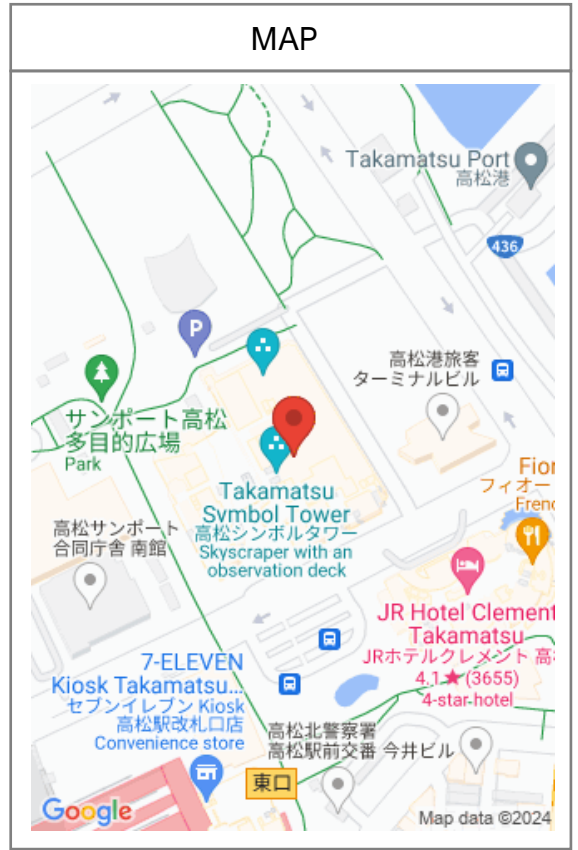 MAP
Takamatsu Port
高松港
436
P
高松港旅客
ターミナルビル
サンポート高松
多目的広場
Park
Takamatsu
Symbol Tower
高松シンボルタワー
Skyscraper with an
observation deck
高松サンポート
合同庁舎 南館
Fior
フィオー
Frenc
JR Hotel Clement
Takamatsu
JRホテルクレメント 高
4.1★(3655)
4-star hotel
7-ELEVEN
Kiosk Takamatsu...
セブンイレブン Kiosk
高松駅改札口店
Convenience store
高松北警察署
高松駅前交番
今井ビル
東口
Google
Map data ©2024